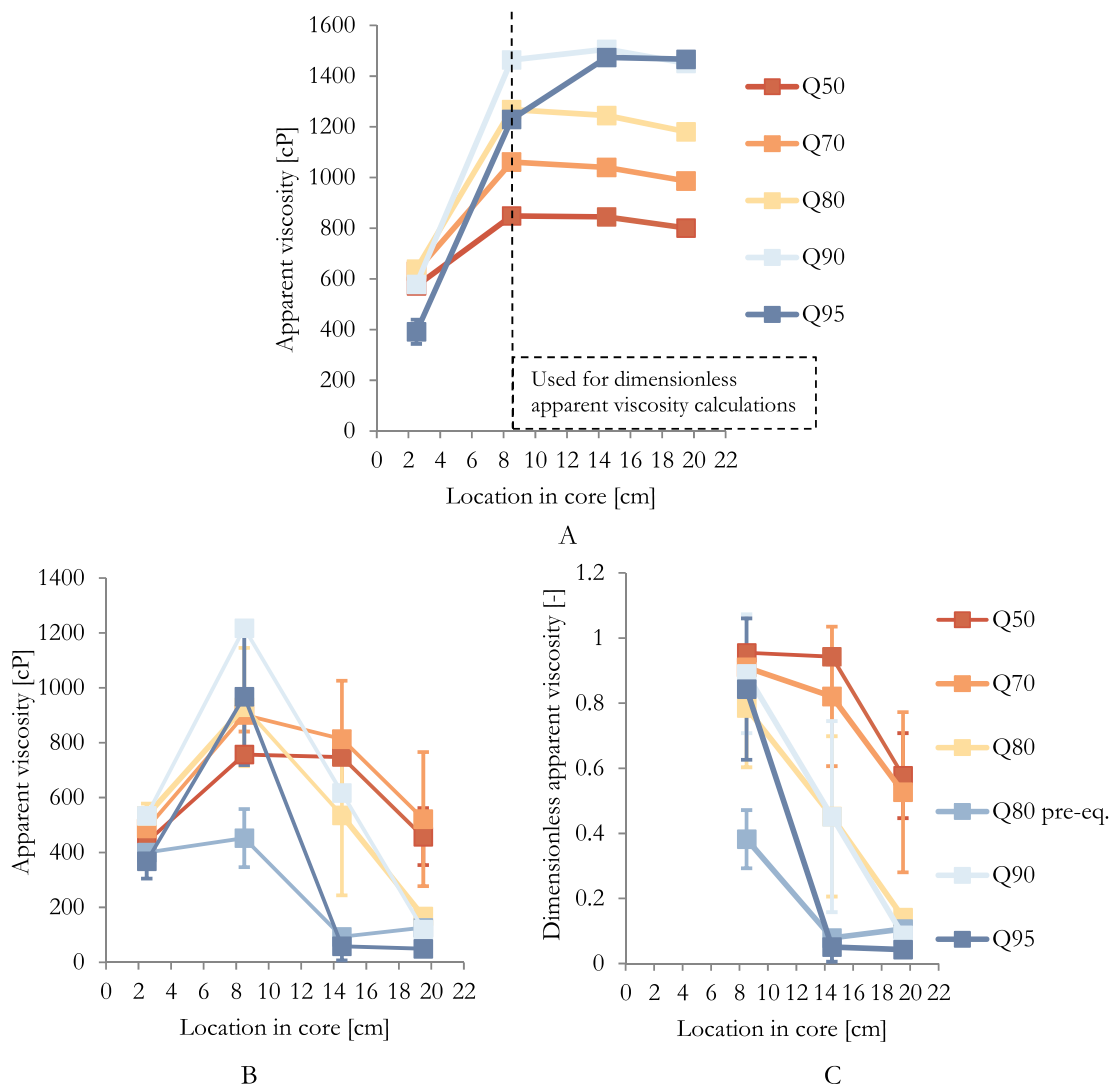 1600
1400
1200
1000
800
600
400
200
0
Apparent viscosity [cP]
0 2 4 6 8 10 12 14 16 18 20 22
Location in core [cm]
Q50
Q70
Q80
Q90
Q95
Used for dimensionless
apparent viscosity calculations
A
1400
1200
1000
800
600
400
200
0
Apparent viscosity [cP]
0 2 4 6 8 10 12 14 16 18 20 22
Location in core [cm]
B
1.2
1
0.8
0.6
0.4
0.2
0
Dimensionless apparent viscosity [-]
0 2 4 6 8 10 12 14 16 18 20 22
Location in core [cm]
Q50
Q70
Q80
Q80 pre-eq.
Q90
Q95
C